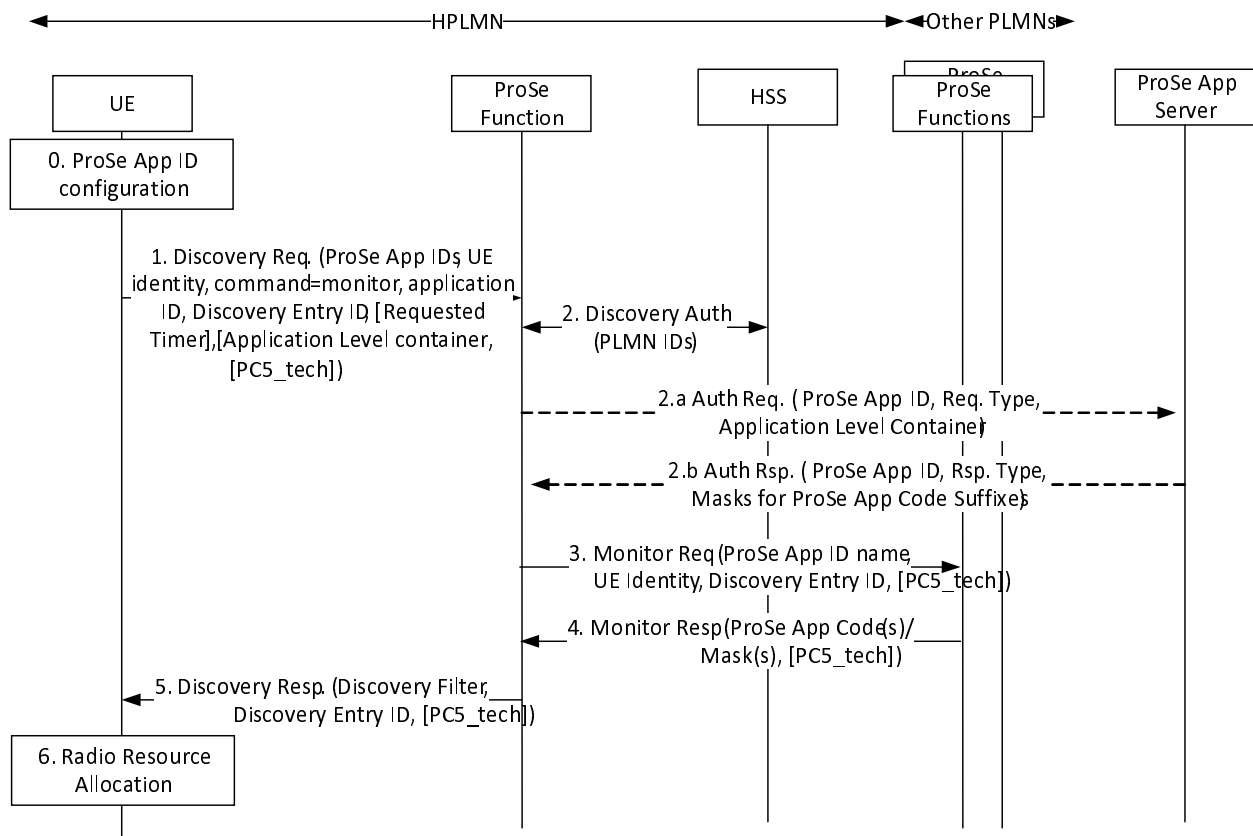 HPLMN
Other PLMNs
UE
ProSe
Function
HSS
ProSe
ProSe
Functions
ProSe App
Server
0. ProSe App ID
configuration
1. Discovery Req. (ProSe App IDs, UE
identity, command=monitor, application
ID, Discovery Entry ID, [Requested
Timer],[Application Level container,
[PC5_tech])
2. Discovery Auth
(PLMN IDs)
2.a Auth Req. ( ProSe App ID, Req. Type,
Application Level Container)
2.b Auth Rsp. ( ProSe App ID, Rsp. Type,
Masks for ProSe App Code Suffixes)
3. Monitor Req (ProSe App ID name,
UE Identity, Discovery Entry ID, [PC5_tech])
4. Monitor Resp (ProSe App Code(s)/
Mask(s), [PC5_tech])
5. Discovery Resp. (Discovery Filter,
Discovery Entry ID, [PC5_tech])
6. Radio Resource
Allocation